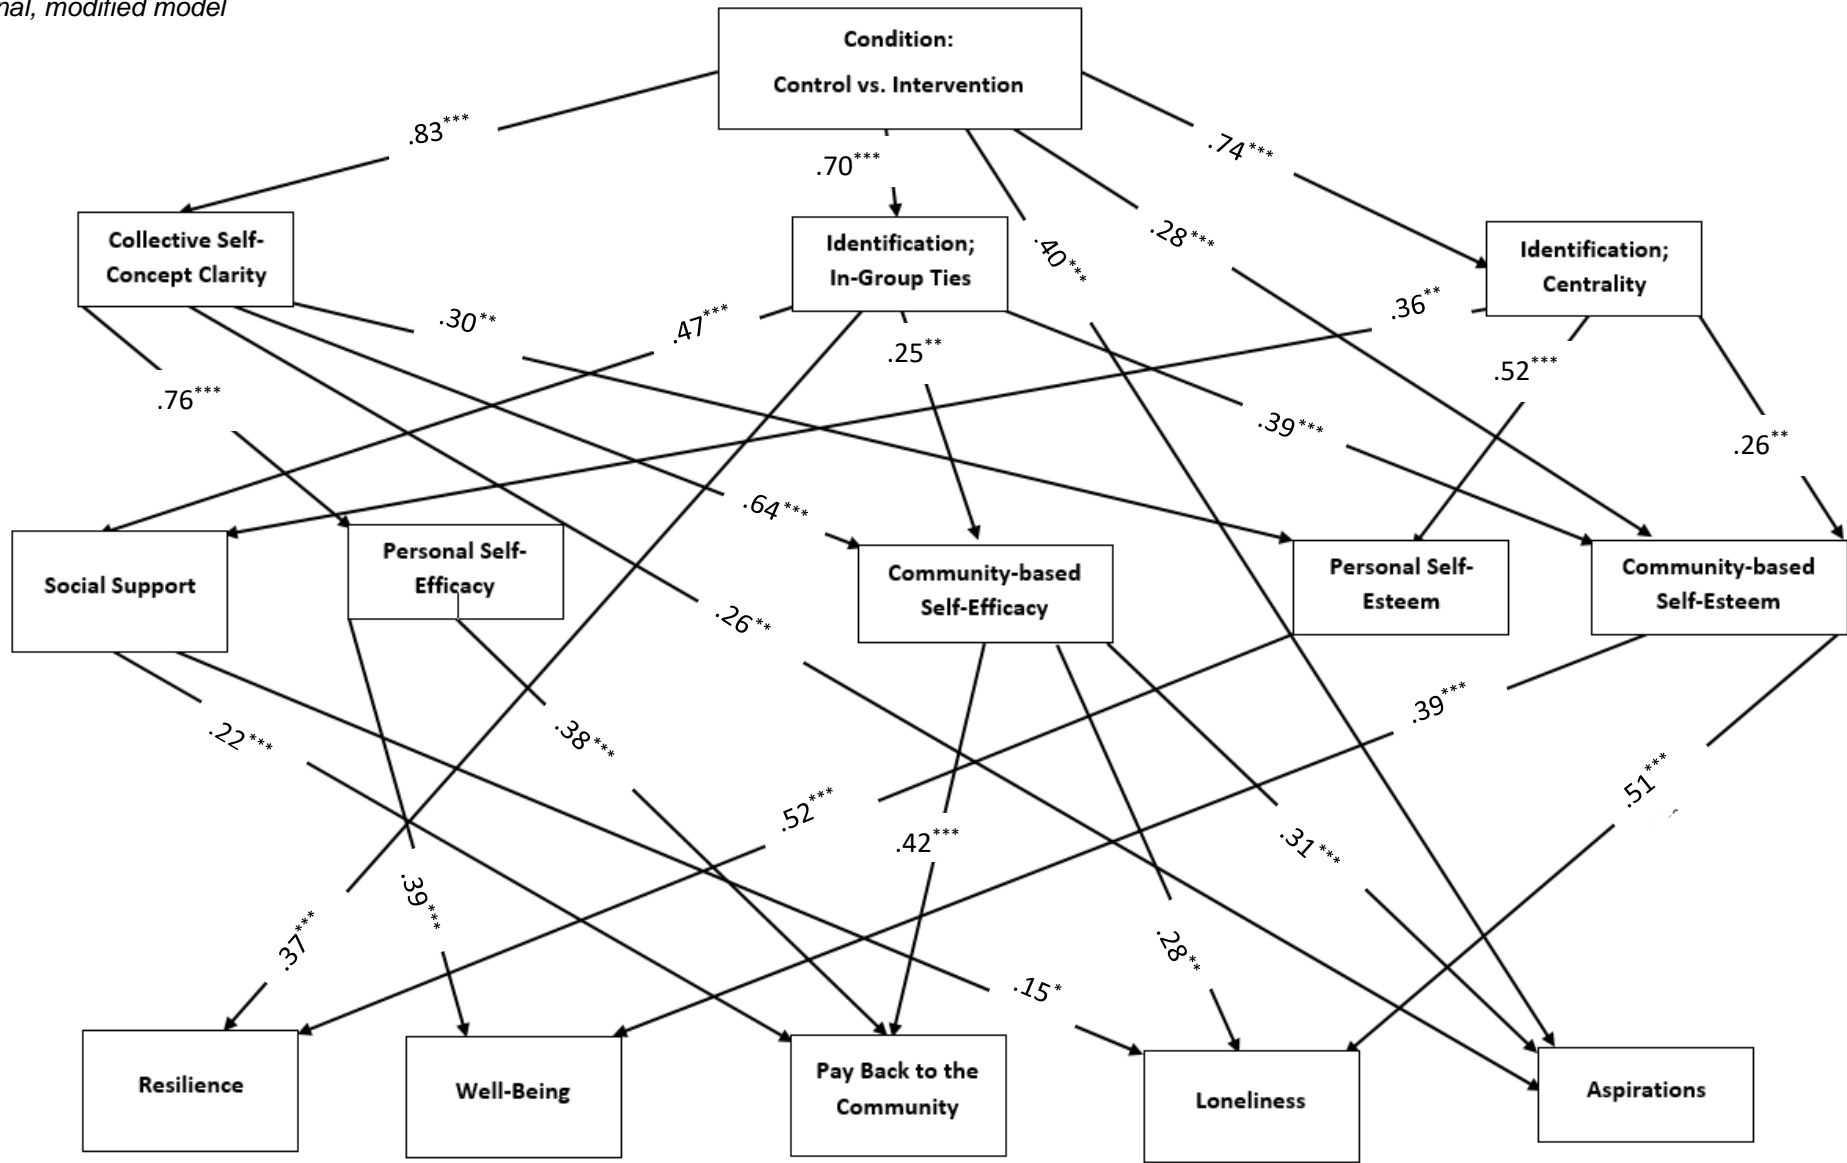 nal, modified model
Condition:
Control vs. Intervention
.83***
.70***
.74***
.40***
.28***
Collective Self-
Concept Clarity
Identification;
In-Group Ties
Identification;
Centrality
.30**
.47***
.25**
.36**
.76***
.52***
.39***
.26**
.64***
Social Support
Personal Self-
Efficacy
Community-based
Self-Efficacy
Personal Self-
Esteem
Community-based
Self-Esteem
.26**
.22***
.38***
.39***
.52***
.42***
.31***
.51***
.37***
.39***
.28**
.15*
Resilience
Well-Being
Pay Back to the
Community
Loneliness
Aspirations